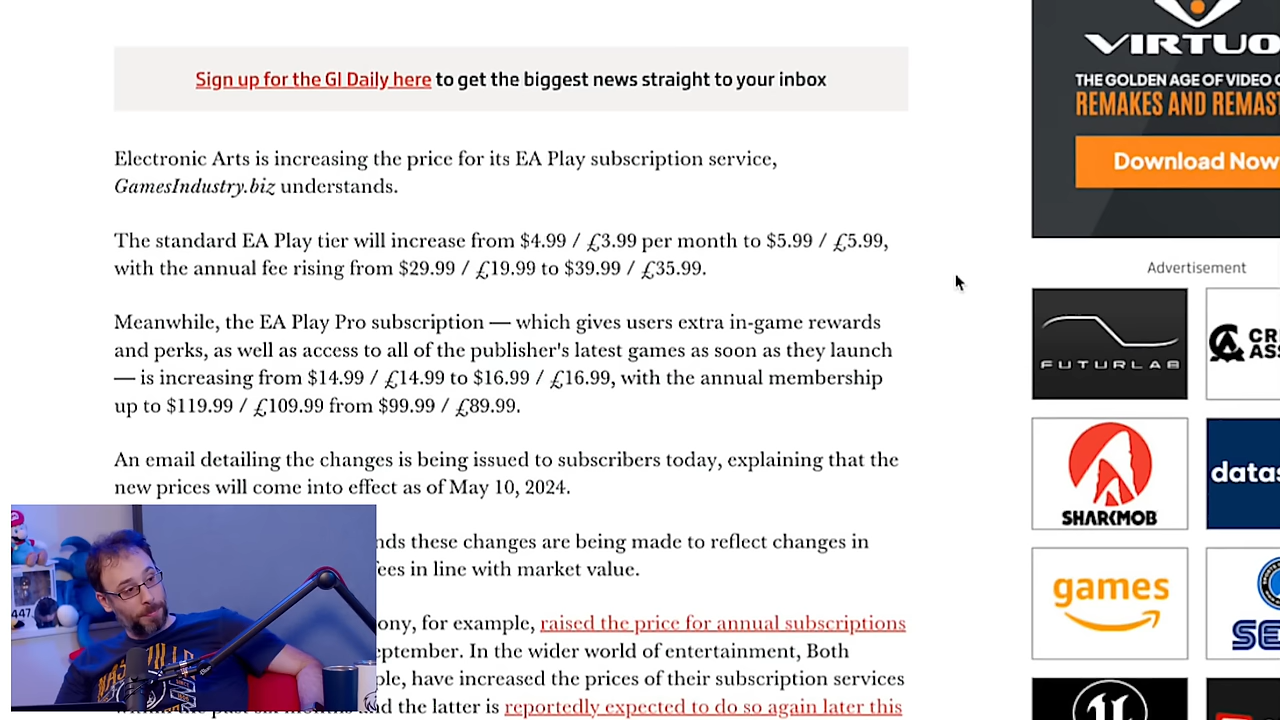 Sign up for the GI Daily here to get the biggest news straight to your inbox
Electronic Arts is increasing the price for its EA Play subscription service,
GamesIndustry.biz understands.
The standard EA Play tier will increase from $4.99 / £3.99 per month to $5.99 / £5.99,
with the annual fee rising from $29.99 / £19.99 to $39.99 / £35.99.
Meanwhile, the EA Play Pro subscription — which gives users extra in-game rewards
and perks, as well as access to all of the publisher's latest games as soon as they launch
— is increasing from $14.99 / £14.99 to $16.99 / £16.99, with the annual membership
up to $119.99 / £109.99 from $99.99 / £89.99.
An email detailing the changes is being issued to subscribers today, explaining that the
new prices will come into effect as of May 10, 2024.
nds these changes are being made to reflect changes in
fees in line with market value.
ony, for example, raised the price for annual subscriptions
eptember. In the wider world of entertainment, Both
ple, have increased the prices of their subscription services
nd the latter is reportedly expected to do so again later this
447
NASHVILLE
VIRTUO
THE GOLDEN AGE OF VIDEO
REMAKES AND REMAST
Download Now
Advertisement
FUTURLAB
CR
ASS
SHARKMOB
datas
games
SE